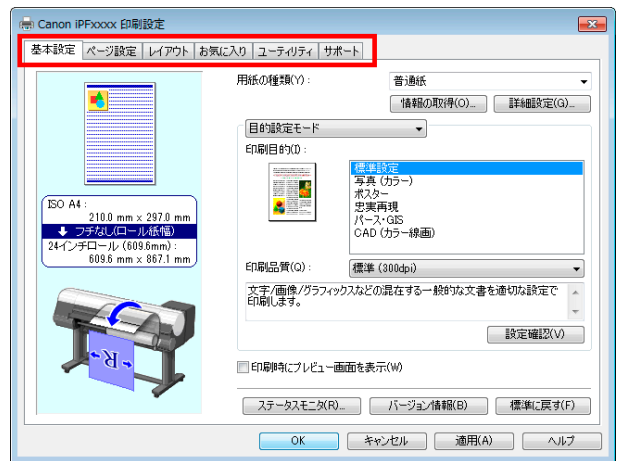 Canon iPFxxxx 印刷設定
基本設定 ページ設定 レイアウト お気に入り ユーティリティ サポート
用紙の種類(Y)： 普通紙
情報の取得(O)... 詳細設定(G)...
目的設定モード
印刷目的(I)：
標準設定
写真 (カラー)
ポスター
忠実再現
パース・GIS
CAD (カラー線画)
ISO A4 :
210.0 mm x 297.0 mm
フチなし(ロール紙幅)
24インチロール (609.6mm) :
609.6 mm x 867.1 mm
印刷品質(Q)： 標準 (300dpi)
文字/画像/グラフィックスなどの混在する一般的な文書を適切な設定で
印刷します。
設定確認(V)
R
印刷時にプレビュー画面を表示(W)
ステータスモニタ(R)... バージョン情報(B) 標準に戻す(F)
OK キャンセル 適用(A) ヘルプ